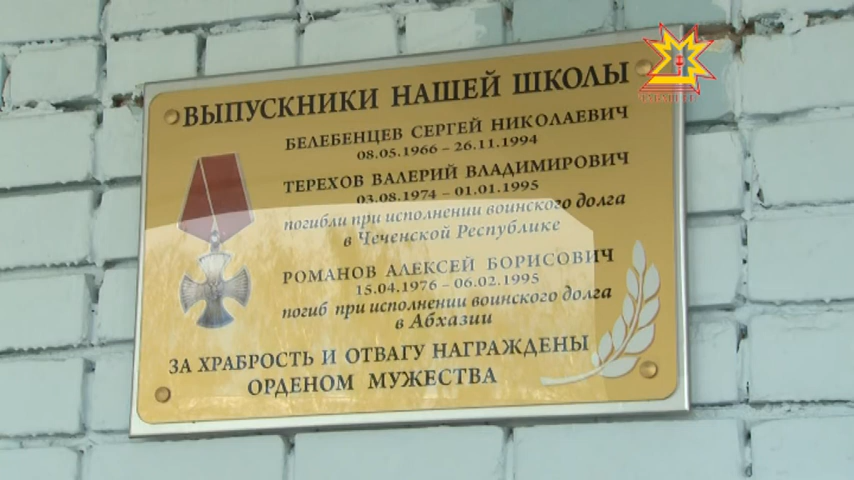 ВЫПУСКНИКИ НАШЕЙ ШКОЛЫ
БЕЛЕБЕНЦЕВ СЕРГЕЙ НИКОЛАЕВИЧ
08.05.1966 – 26.11.1994
ТЕРЕХОВ ВАЛЕРИЙ ВЛАДИМИРОВИЧ
03.08.1974 – 01.01.1995
погибли при исполнении воинского долга
в Чеченской Республике
РОМАНОВ АЛЕКСЕЙ БОРИСОВИЧ
15.04.1976 – 06.02.1995
погиб при исполнении воинского долга
в Абхазии
ЗА ХРАБРОСТЬ И ОТВАГУ НАГРАЖДЕНЫ
ОРДЕНОМ МУЖЕСТВА